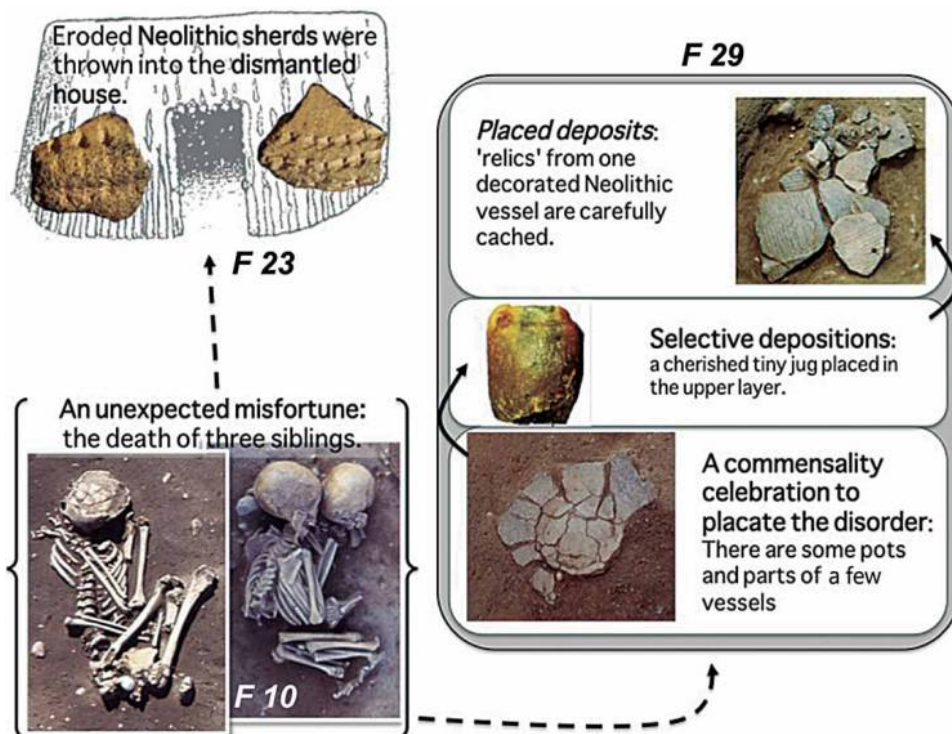 Eroded Neolithic sherds were
thrown into the dismantled
house.
F 23
An unexpected misfortune:
the death of three siblings.
F 10
F 29
Placed deposits:
'relics' from one
decorated Neolithic
vessel are carefully
cached.
Selective depositions:
a cherished tiny jug placed in
the upper layer.
A commensality
celebration to
placate the disorder:
There are some pots
and parts of a few
vessels